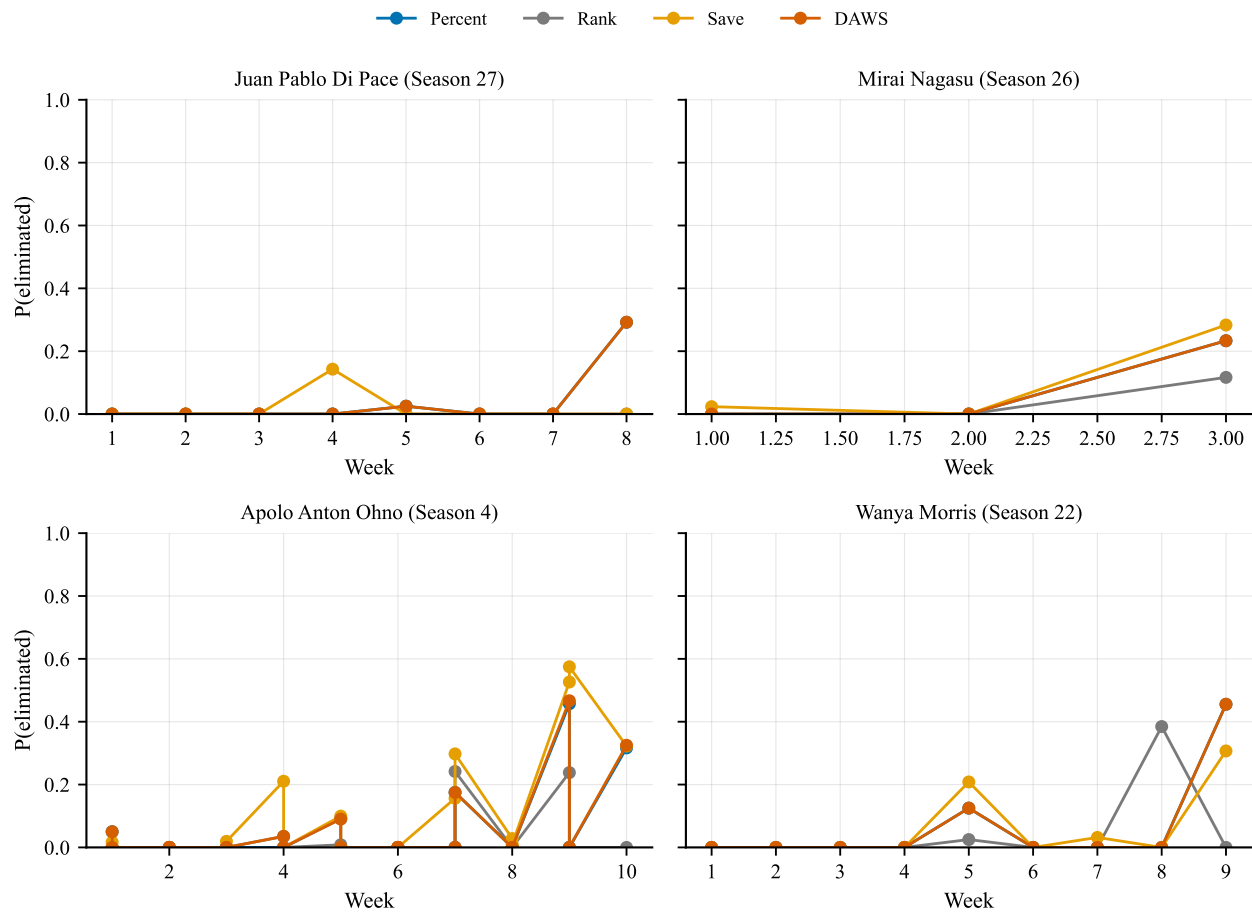 Percent Rank Save DAWS
Juan Pablo Di Pace (Season 27)
Mirai Nagasu (Season 26)
1.0
0.8
0.6
0.4
0.2
0.0
P(eliminated)
1 2 3 4 5 6 7 8
Week
1.00 1.25 1.50 1.75 2.00 2.25 2.50 2.75 3.00
Week
Apolo Anton Ohno (Season 4)
Wanya Morris (Season 22)
1.0
0.8
0.6
0.4
0.2
0.0
P(eliminated)
2 4 6 8 10
Week
1 2 3 4 5 6 7 8 9
Week